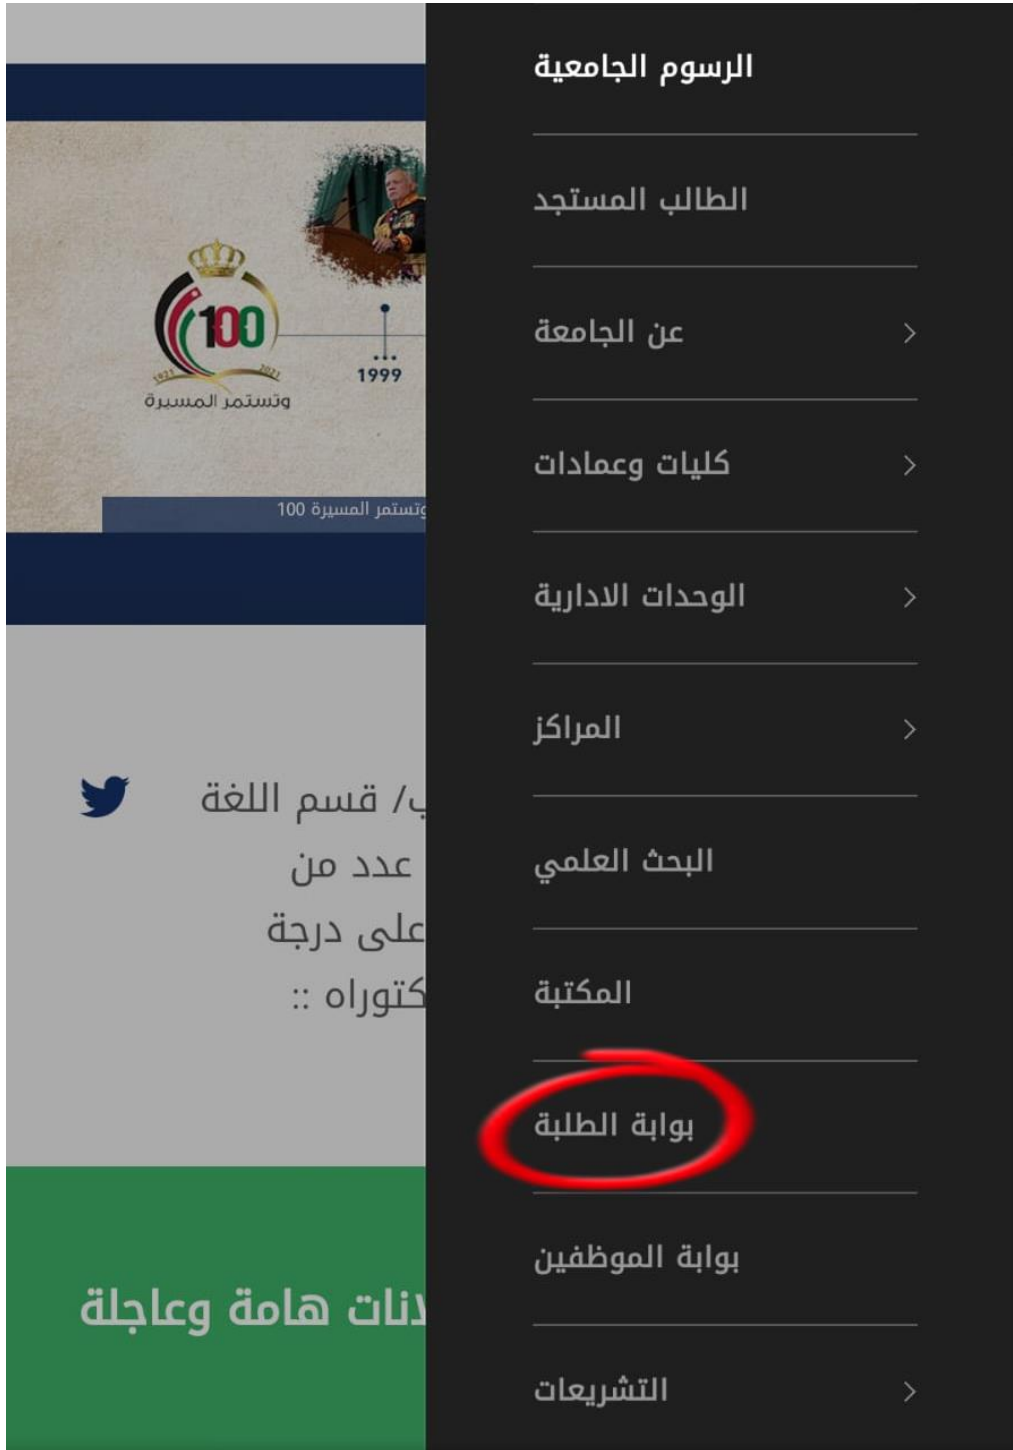 الرسوم الجامعية
الطالب المستجد
عن الجامعة
كليات وعمادات
الوحدات الادارية
المراكز
البحث العلمي
المكتبة
بوابة الطلبة
بوابة الموظفين
التشريعات
100
1921 2021
وتستمر المسيرة
1999
وتستمر المسيرة 100
ب/ قسم اللغة
عدد من
على درجة
كتوراه ::
انات هامة وعاجلة